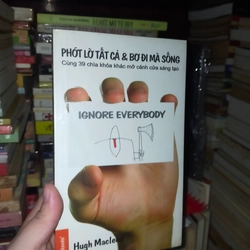 PHỚT LỜ TẤT CẢ & BƠ ĐI MÀ SỐNG
Cùng 39 chìa khóa khác mở cánh cửa sáng tạo
IGNORE EVERYBODY
Hugh Macle